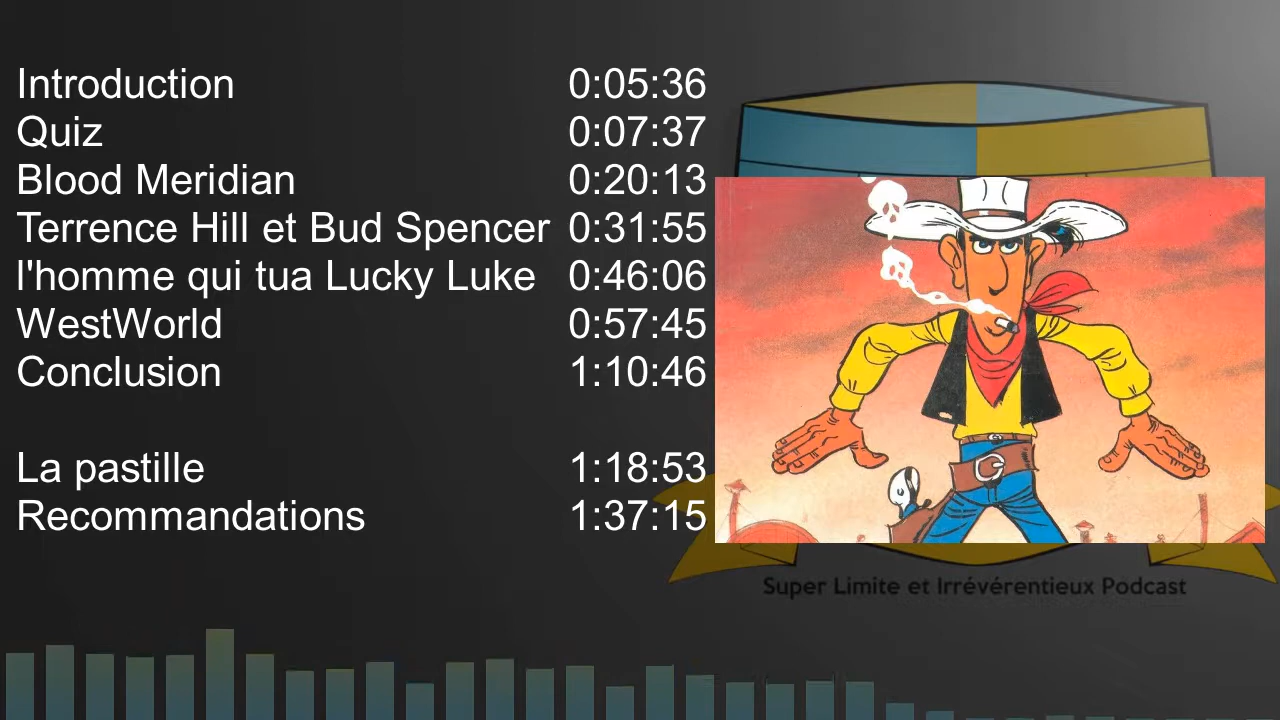 Introduction 0:05:36
Quiz 0:07:37
Blood Meridian 0:20:13
Terrence Hill et Bud Spencer 0:31:55
l'homme qui tua Lucky Luke 0:46:06
WestWorld 0:57:45
Conclusion 1:10:46
La pastille 1:18:53
Recommandations 1:37:15
Super Limite et Irrévérentieux Podcast